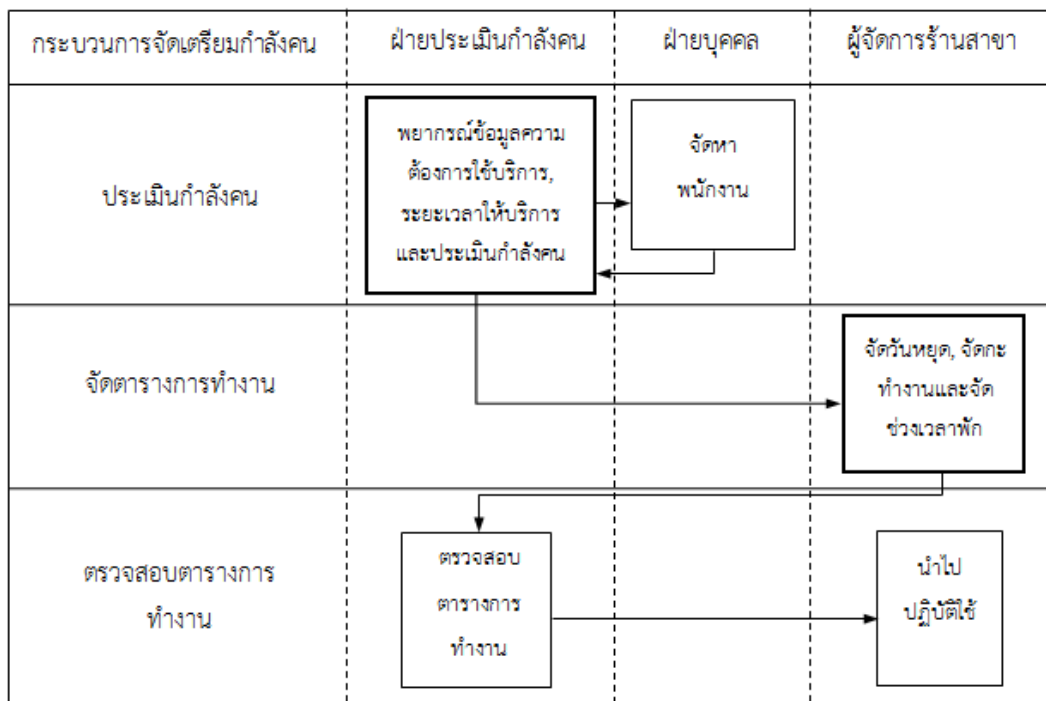 กระบวนการจัดเตรียมกำลังคน
ฝ่ายประเมินกำลังคน
ฝ่ายบุคคล
ผู้จัดการร้านสาขา
ประเมินกำลังคน
พยากรณ์ข้อมูลความ
ต้องการใช้บริการ,
ระยะเวลาให้บริการ
และประเมินกำลังคน
จัดหา
พนักงาน
จัดตารางการทำงาน
จัดวันหยุด, จัดกะ
ทำงานและจัด
ช่วงเวลาพัก
ตรวจสอบตารางการ
ทำงาน
ตรวจสอบ
ตารางการ
ทำงาน
นำไป
ปฏิบัติใช้